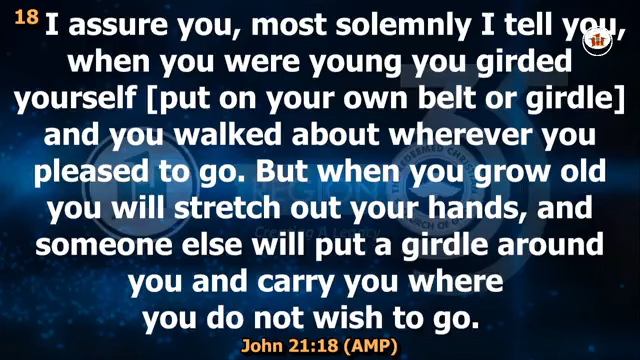 18 I assure you, most solemnly I tell you,
when you were young you girded
yourself [put on your own belt or girdle]
and you walked about wherever you
pleased to go. But when you grow old
you will stretch out your hands, and
someone else will put a girdle around
you and carry you where
you do not wish to go.
John 21:18 (AMP)